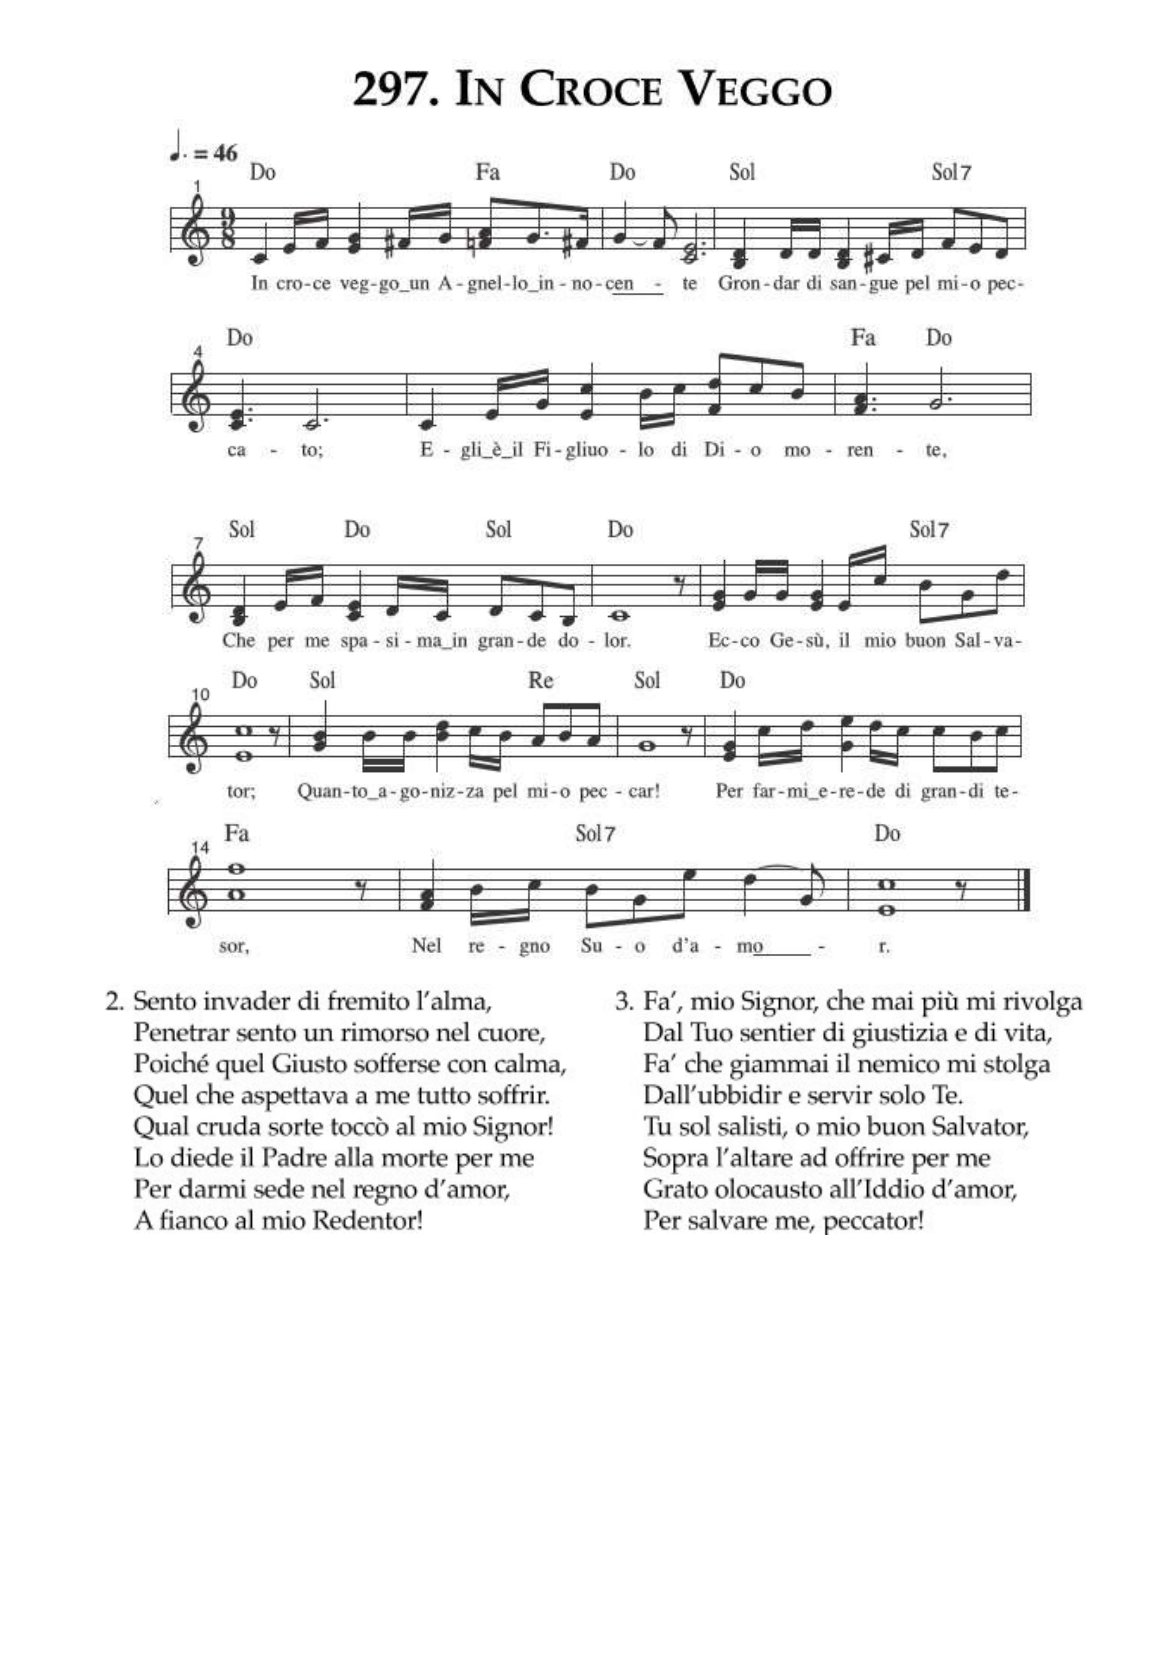 297. In Croce Veggo
♩. = 46
Do Fa Do Sol Sol7
1
9
8
In cro-ce veg-go_un A-gnel-lo_in-no-cen - te Gron-dar di san-gue pel mi-o pec-
Do Fa Do
4
ca - to; E - gli_è_il Fi-gliuo - lo di Di - o mo - ren - te,
Sol Do Sol Do Sol7
7
Che per me spa-si-ma_in gran-de do - lor. Ec-co Ge-sù, il mio buon Sal-va-
Do Sol Re Sol Do
10
tor; Quan-to_a-go-niz-za pel mi-o pec - car! Per far-mi_e-re-de di gran-di te-
Fa Sol7 Do
14
sor, Nel re - gno Su - o d'a - mo - r.
2. Sento invader di fremito l'alma,
Penetrar sento un rimorso nel cuore,
Poiché quel Giusto sofferse con calma,
Quel che aspettava a me tutto soffrir.
Qual cruda sorte toccò al mio Signor!
Lo diede il Padre alla morte per me
Per darmi sede nel regno d'amor,
A fianco al mio Redentor!
3. Fa', mio Signor, che mai più mi rivolga
Dal Tuo sentier di giustizia e di vita,
Fa' che giammai il nemico mi stolga
Dall'ubbidir e servir solo Te.
Tu sol salisti, o mio buon Salvator,
Sopra l'altare ad offrire per me
Grato olocausto all'Iddio d'amor,
Per salvare me, peccator!